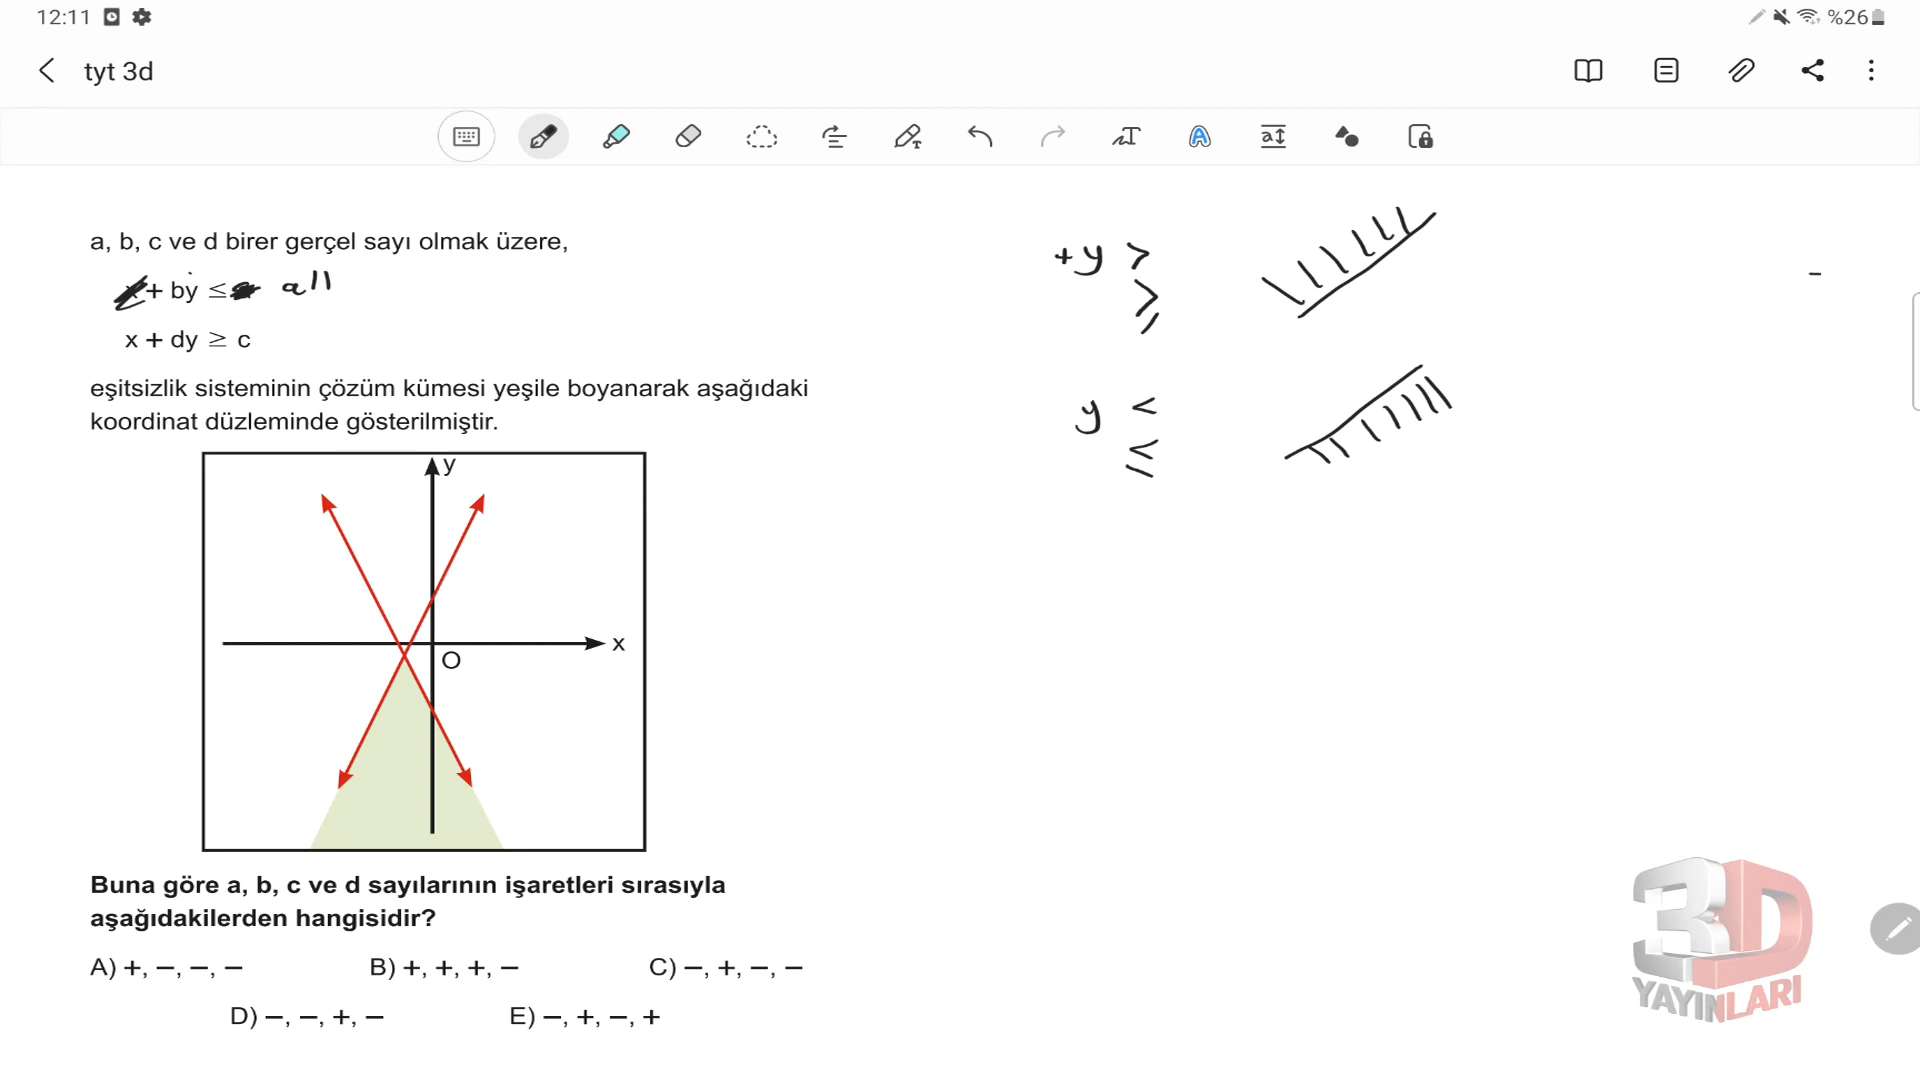 12:11
%26
tyt 3d
a, b, c ve d birer gerçel sayı olmak üzere,
+ by ≤ all
x + dy ≥ c
eşitsizlik sisteminin çözüm kümesi yeşile boyanarak aşağıdaki
koordinat düzleminde gösterilmiştir.
y
x
O
Buna göre a, b, c ve d sayılarının işaretleri sırasıyla
aşağıdakilerden hangisidir?
A) +, −, −, −
B) +, +, +, −
C) −, +, −, −
D) −, −, +, −
E) −, +, −, +
+y >
≥
y <
≤
3D
YAYINLARI